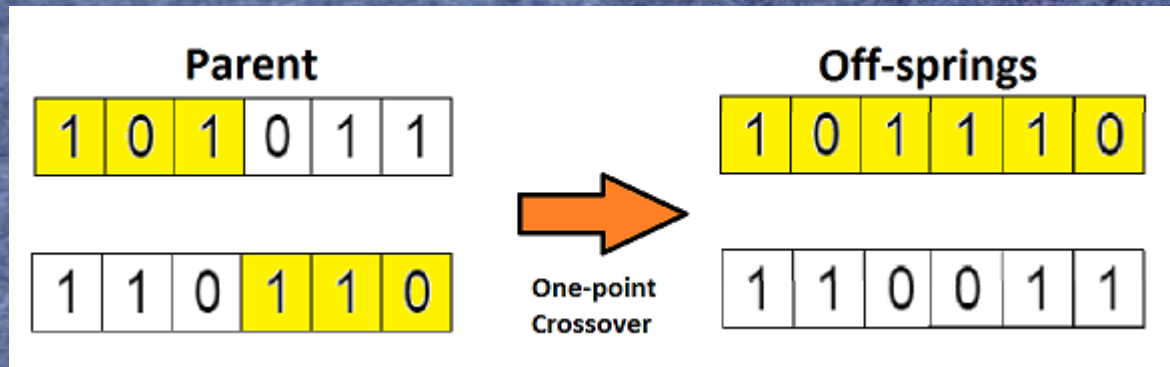 Parent
Off-springs
1 0 1 0 1 1
1 0 1 1 1 0
1 1 0 1 1 0
One-point
Crossover
1 1 0 0 1 1